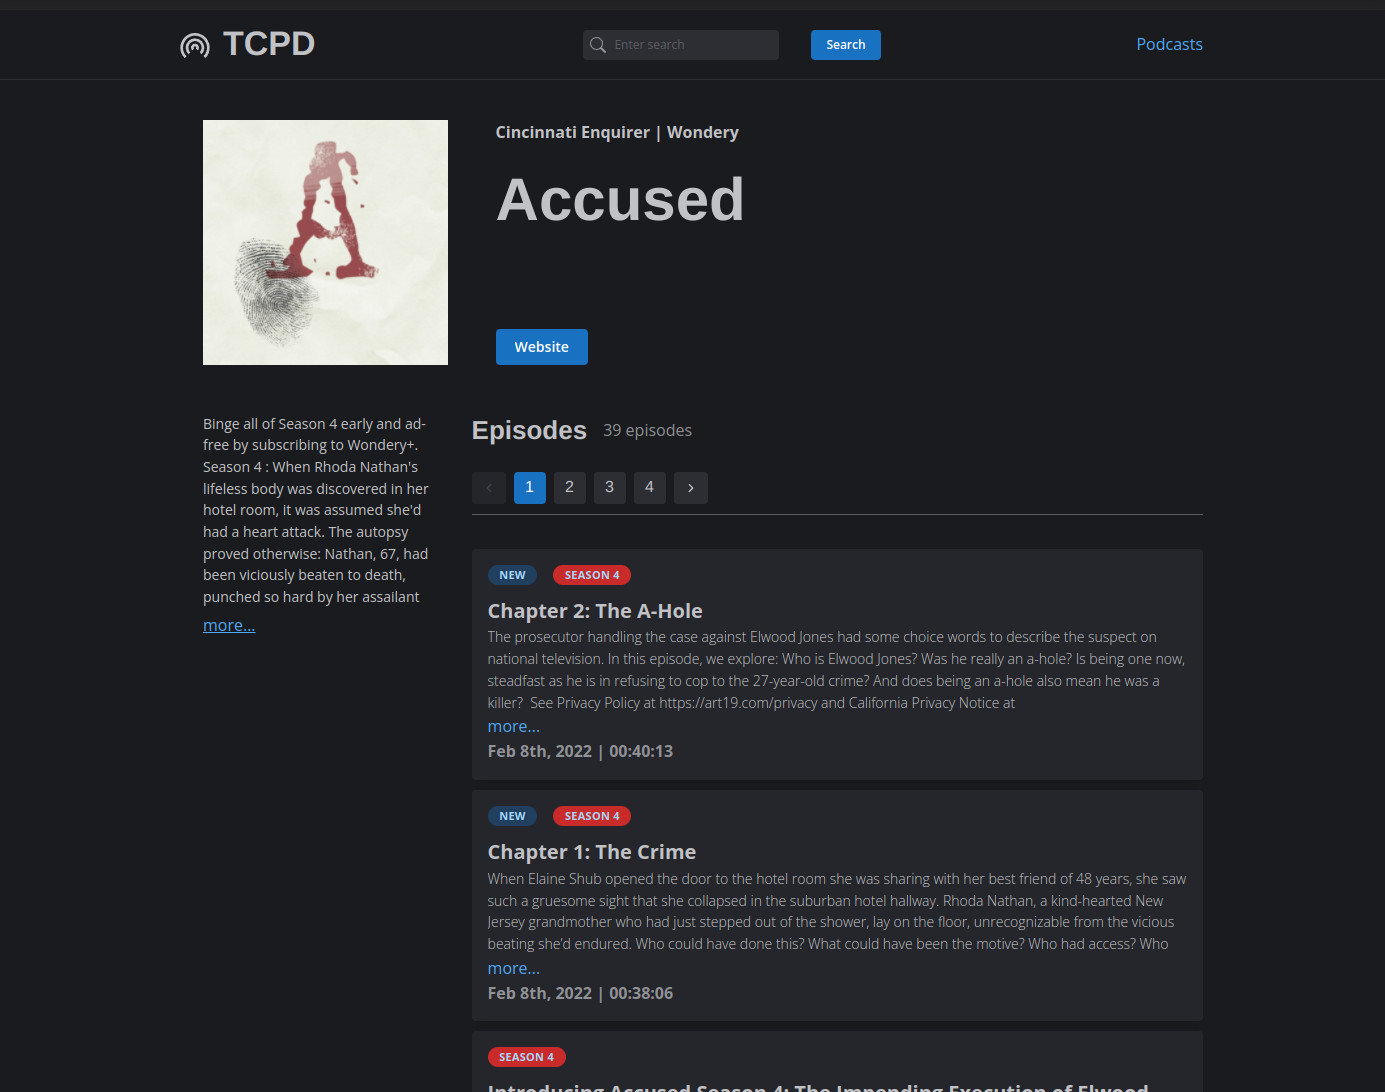 TCPD
Enter search
Search
Podcasts
Cincinnati Enquirer | Wondery
Accused
Website
Binge all of Season 4 early and ad-
free by subscribing to Wondery+.
Season 4 : When Rhoda Nathan's
lifeless body was discovered in her
hotel room, it was assumed she'd
had a heart attack. The autopsy
proved otherwise: Nathan, 67, had
been viciously beaten to death,
punched so hard by her assailant
more...
Episodes 39 episodes
‹ 1 2 3 4 ›
NEW SEASON 4
Chapter 2: The A-Hole
The prosecutor handling the case against Elwood Jones had some choice words to describe the suspect on
national television. In this episode, we explore: Who is Elwood Jones? Was he really an a-hole? Is being one now,
steadfast as he is in refusing to cop to the 27-year-old crime? And does being an a-hole also mean he was a
killer?  See Privacy Policy at https://art19.com/privacy and California Privacy Notice at
more...
Feb 8th, 2022 | 00:40:13
NEW SEASON 4
Chapter 1: The Crime
When Elaine Shub opened the door to the hotel room she was sharing with her best friend of 48 years, she saw
such a gruesome sight that she collapsed in the suburban hotel hallway. Rhoda Nathan, a kind-hearted New
Jersey grandmother who had just stepped out of the shower, lay on the floor, unrecognizable from the vicious
beating she’d endured. Who could have done this? What could have been the motive? Who had access? Who
more...
Feb 8th, 2022 | 00:38:06
SEASON 4
Introducing Accused Season 4: The Impending Execution of Elwood